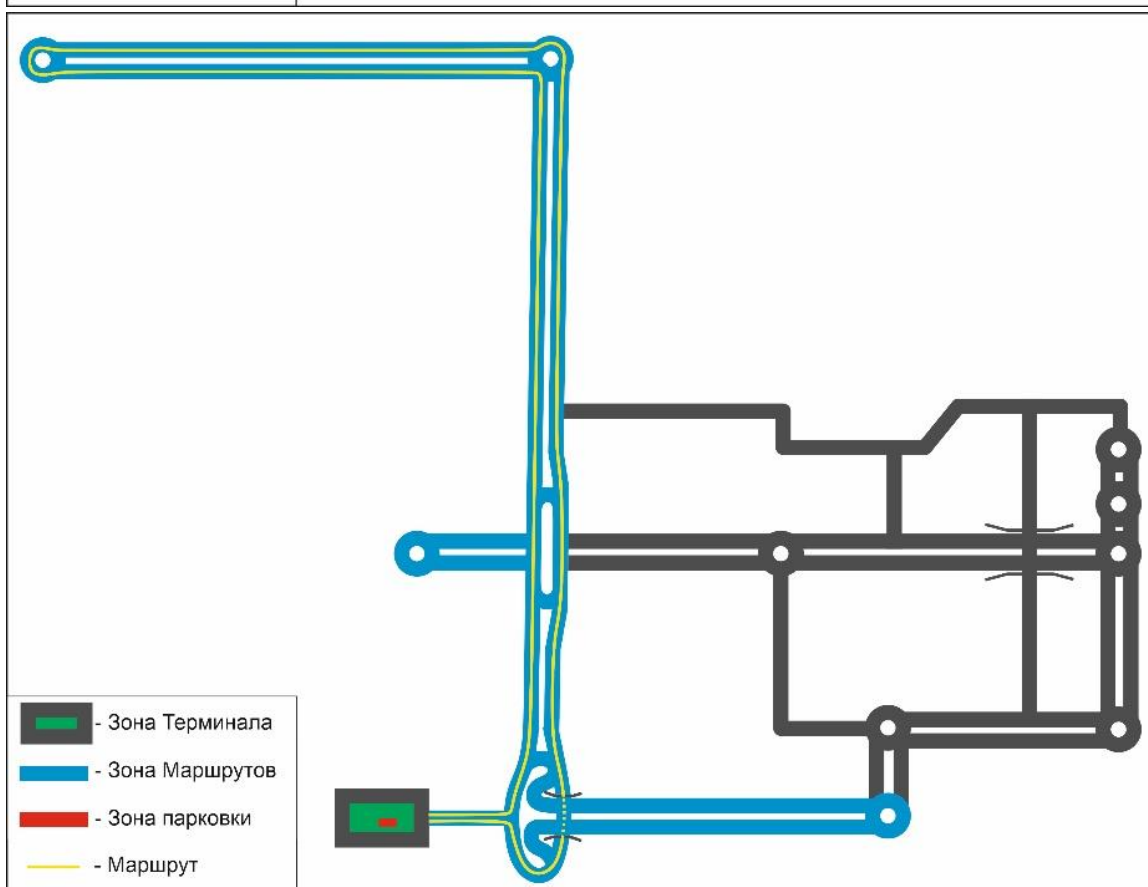 - Зона Терминала
- Зона Маршрутов
- Зона парковки
- Маршрут